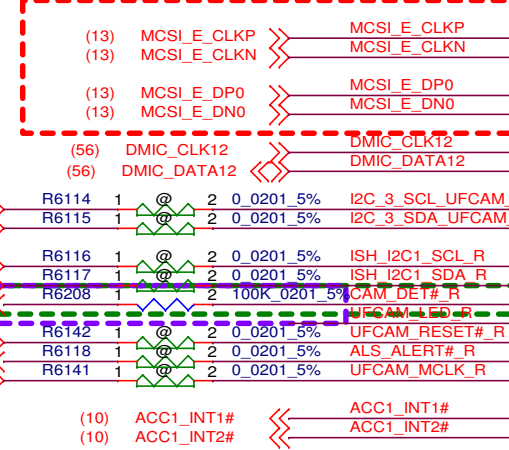 (13) MCSI_E_CLKP MCSI_E_CLKP
(13) MCSI_E_CLKN MCSI_E_CLKN
(13) MCSI_E_DP0 MCSI_E_DP0
(13) MCSI_E_DN0 MCSI_E_DN0
(56) DMIC_CLK12 DMIC_CLK12
(56) DMIC_DATA12 DMIC_DATA12
R6114 1 @ 2 0_0201_5% I2C_3_SCL_UFCAM_
R6115 1 @ 2 0_0201_5% I2C_3_SDA_UFCAM_
R6116 1 @ 2 0_0201_5% ISH_I2C1_SCL_R
R6117 1 @ 2 0_0201_5% ISH_I2C1_SDA_R
R6208 1 2 100K_0201_5% CAM_DET#_R
UFCAM_LED_R
R6142 1 @ 2 0_0201_5% UFCAM_RESET#_R
R6118 1 @ 2 0_0201_5% ALS_ALERT#_R
R6141 1 @ 2 0_0201_5% UFCAM_MCLK_R
(10) ACC1_INT1# ACC1_INT1#
(10) ACC1_INT2# ACC1_INT2#